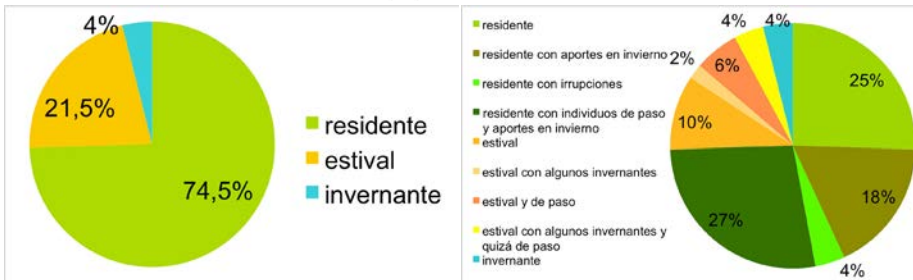 4%
21,5%
74,5%
residente
estival
invernante
residente
residente con aportes en invierno
residente con irrupciones
residente con individuos de paso
y aportes en invierno
estival
estival con algunos invernantes
estival y de paso
estival con algunos invernantes y
quizá de paso
invernante
4%
4%
2%
6%
25%
10%
18%
27%
4%